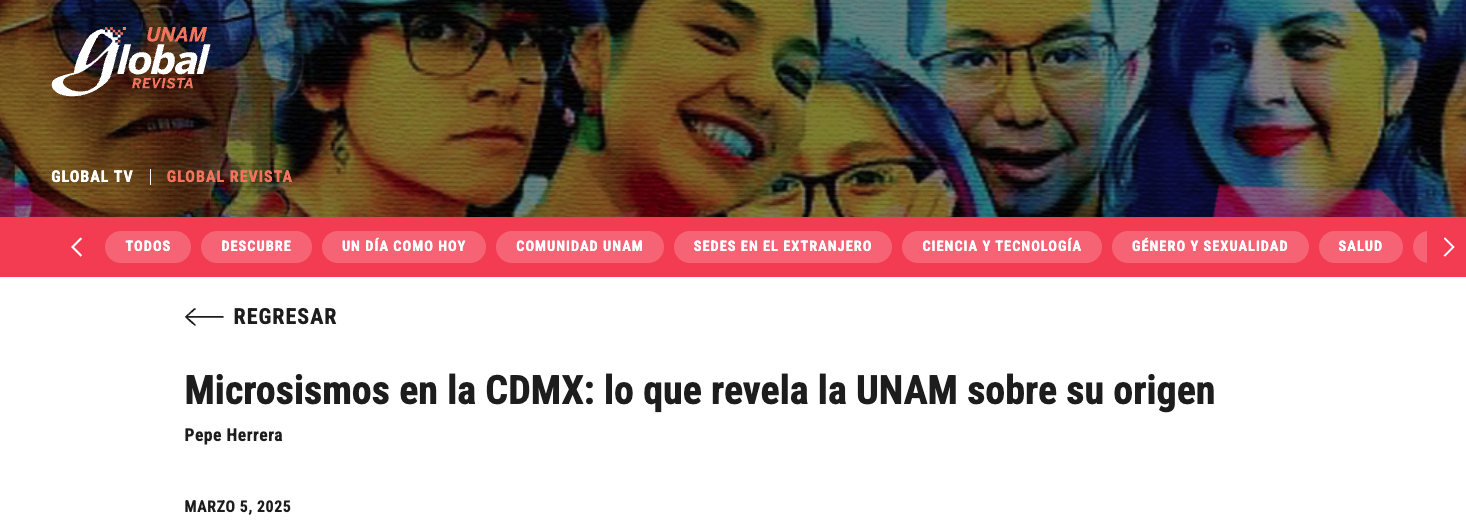 UNAM
Global
REVISTA
GLOBAL TV | GLOBAL REVISTA
TODOS DESCUBRE UN DÍA COMO HOY COMUNIDAD UNAM SEDES EN EL EXTRANJERO CIENCIA Y TECNOLOGÍA GÉNERO Y SEXUALIDAD SALUD
REGRESAR
Microsismos en la CDMX: lo que revela la UNAM sobre su origen
Pepe Herrera
MARZO 5, 2025